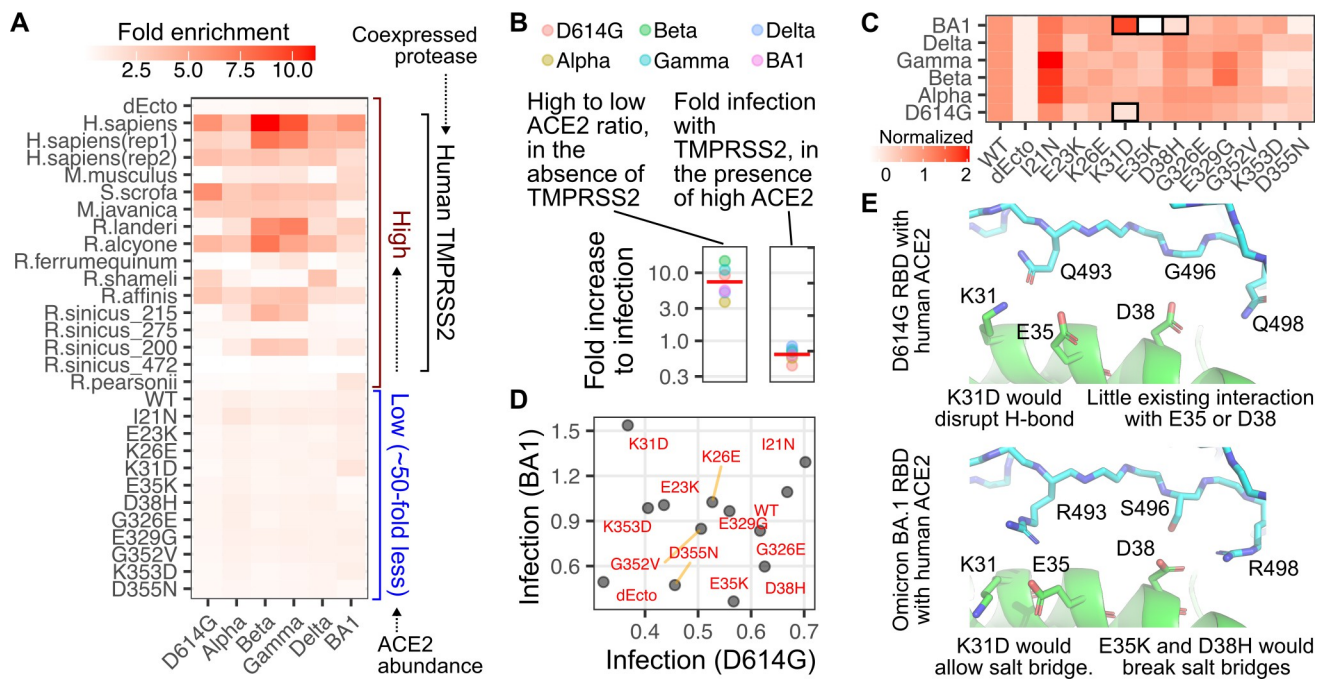 A
Fold enrichment
2.5 5.0 7.5 10.0
Coexpressed
protease
dEcto
H.sapiens
H.sapiens(rep1)
H.sapiens(rep2)
M.musculus
S.scrofa
M.javanica
R.landeri
R.alcyone
R.ferrumequinum
R.shameli
R.affinis
R.sinicus_215
R.sinicus_275
R.sinicus_200
R.sinicus_472
R.pearsonii
WT
I21N
E23K
K26E
K31D
E35K
D38H
G326E
E329G
G352V
K353D
D355N
D614G
Alpha
Beta
Gamma
Delta
BA1
High
Human TMPRSS2
Low (~50-fold less)
ACE2
abundance
B
D614G Beta Delta
Alpha Gamma BA1
High to low
ACE2 ratio,
in the
absence of
TMPRSS2
Fold infection
with
TMPRSS2, in
the presence
of high ACE2
Fold increase
to infection
10.0
3.0
1.0
0.3
C
BA1
Delta
Gamma
Beta
Alpha
D614G
Normalized
0 1 2
WT
dEcto
I21N
E23K
K26E
K31D
E35K
D38H
G326E
E329G
G352V
K353D
D355N
D
Infection (BA1)
1.5
1.2
0.9
0.6
K31D
K26E
I21N
E23K
WT
K353D
E329G
G352V
D355N
G326E
dEcto
E35K
D38H
0.4 0.5 0.6 0.7
Infection (D614G)
E
D614G RBD with
human ACE2
Q493
G496
K31
E35
D38
Q498
K31D would
disrupt H-bond
Little existing interaction
with E35 or D38
Omicron BA.1 RBD
with human ACE2
R493
S496
K31
E35
D38
R498
K31D would
allow salt bridge.
E35K and D38H would
break salt bridges